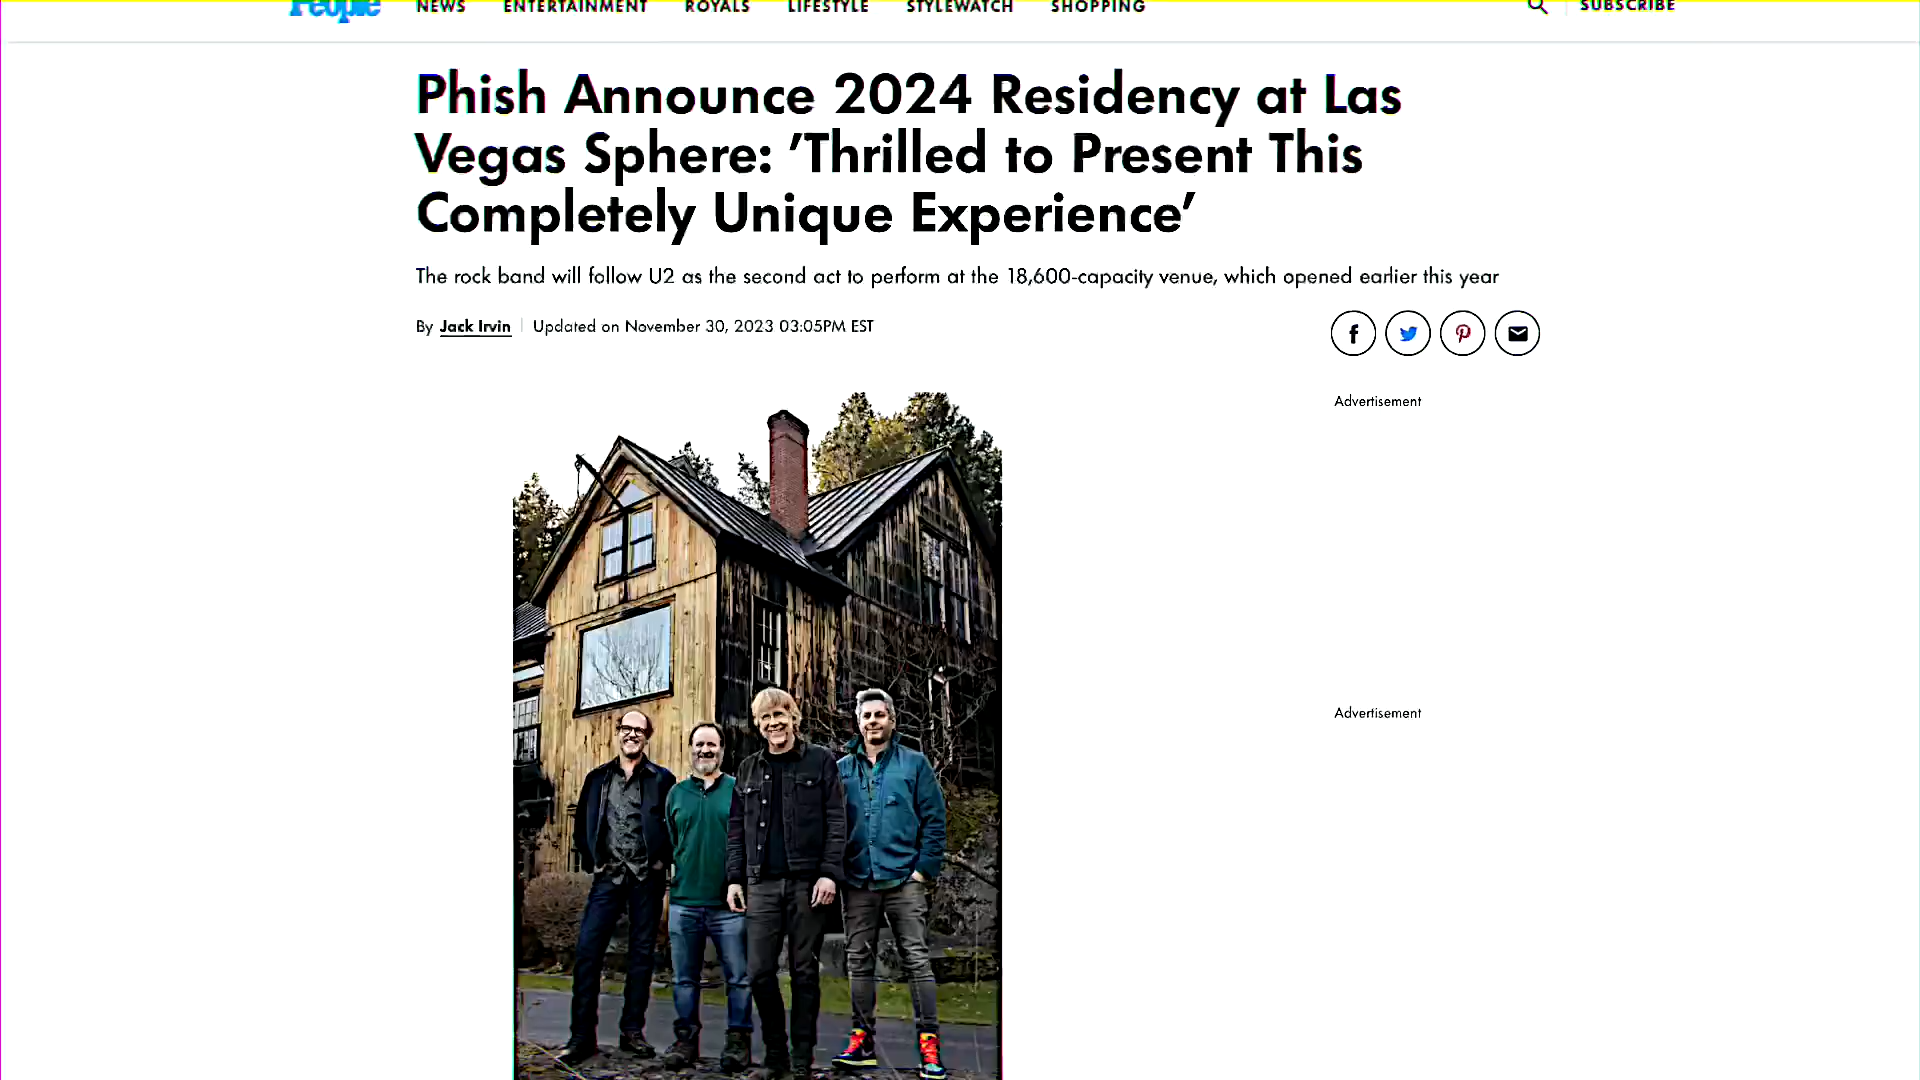 People NEWS ENTERTAINMENT ROYALS LIFESTYLE STYLEWATCH SHOPPING SUBSCRIBE
Phish Announce 2024 Residency at Las
Vegas Sphere: 'Thrilled to Present This
Completely Unique Experience'
The rock band will follow U2 as the second act to perform at the 18,600-capacity venue, which opened earlier this year
By Jack Irvin | Updated on November 30, 2023 03:05PM EST
Advertisement
Advertisement